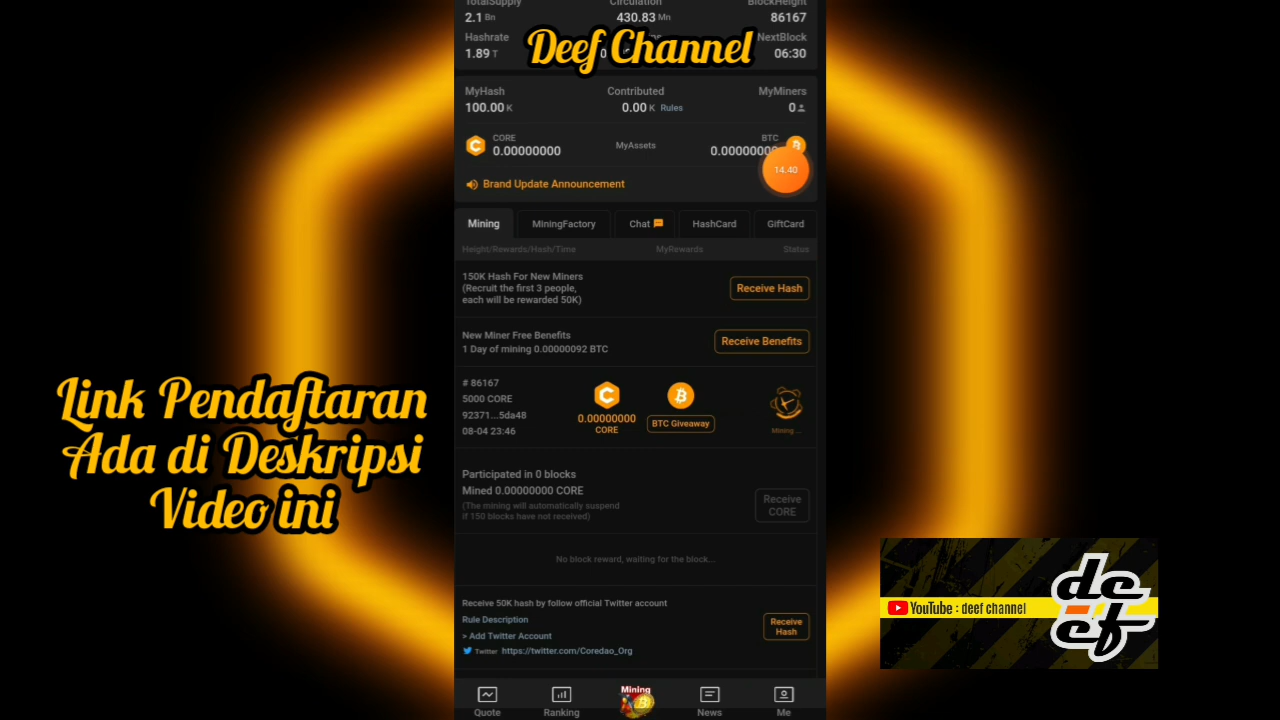 TotalSupply Circulation BlockHeight
2.1 Bn 430.83 Mn 86167
Hashrate NextBlock
1.89 T 06:30
Deef Channel
MyHash Contributed MyMiners
100.00 K 0.00 K Rules 0
CORE MyAssets BTC
0.00000000 0.0000000
14:40
Brand Update Announcement
Mining MiningFactory Chat HashCard GiftCard
Height/Rewards/Hash/Time MyRewards Status
150K Hash For New Miners
(Recruit the first 3 people,
each will be rewarded 50K)
Receive Hash
New Miner Free Benefits
1 Day of mining 0.00000092 BTC
Receive Benefits
# 86167
5000 CORE
92371...5da48
08-04 23:46
0.00000000
CORE
BTC Giveaway
Mining ...
Participated in 0 blocks
Mined 0.00000000 CORE
(The mining will automatically suspend
if 150 blocks have not received)
Receive
CORE
No block reward, waiting for the block...
Receive 50K hash by follow official Twitter account
Rule Description
> Add Twitter Account
Twitter https://twitter.com/Coredao_Org
Receive
Hash
Quote Ranking Mining News Me
Link Pendaftaran
Ada di Deskripsi
Video ini
YouTube : deef channel
de
ef